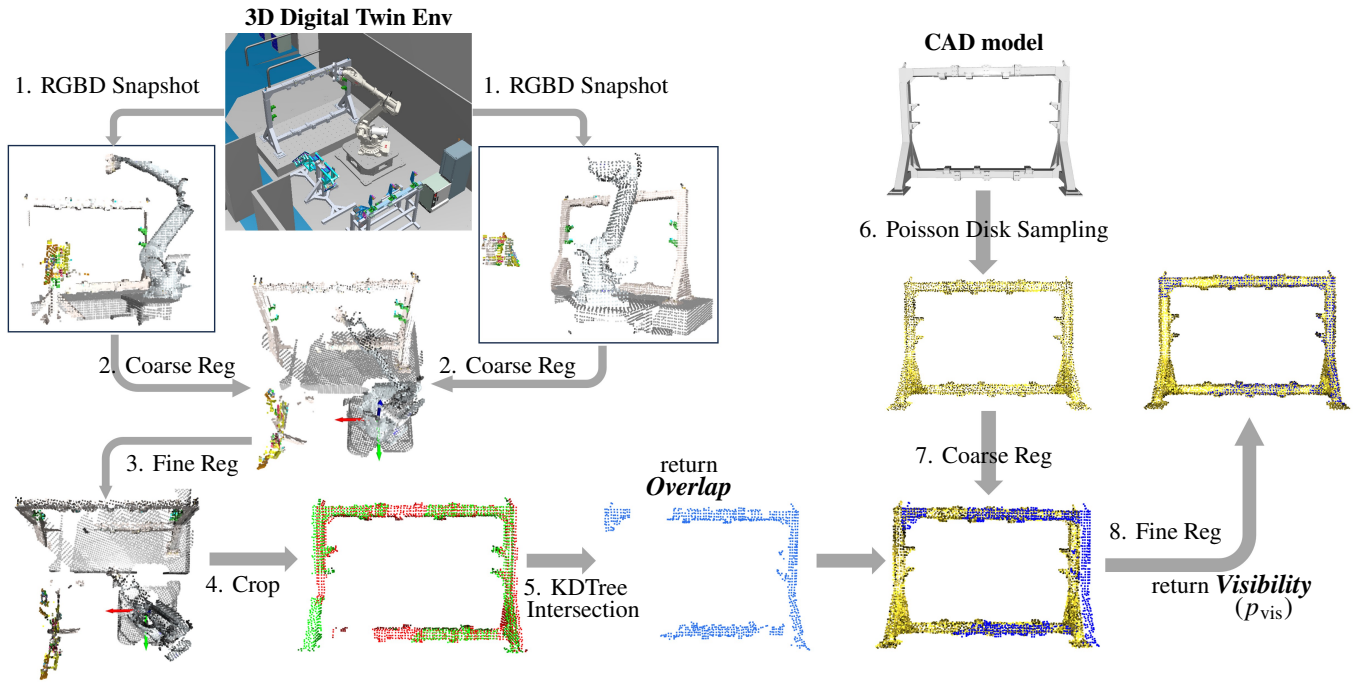 3D Digital Twin Env
CAD model
1. RGBD Snapshot
1. RGBD Snapshot
6. Poisson Disk Sampling
2. Coarse Reg
2. Coarse Reg
3. Fine Reg
7. Coarse Reg
return
Overlap
4. Crop
5. KDTree
Intersection
8. Fine Reg
return Visibility
(p_vis)